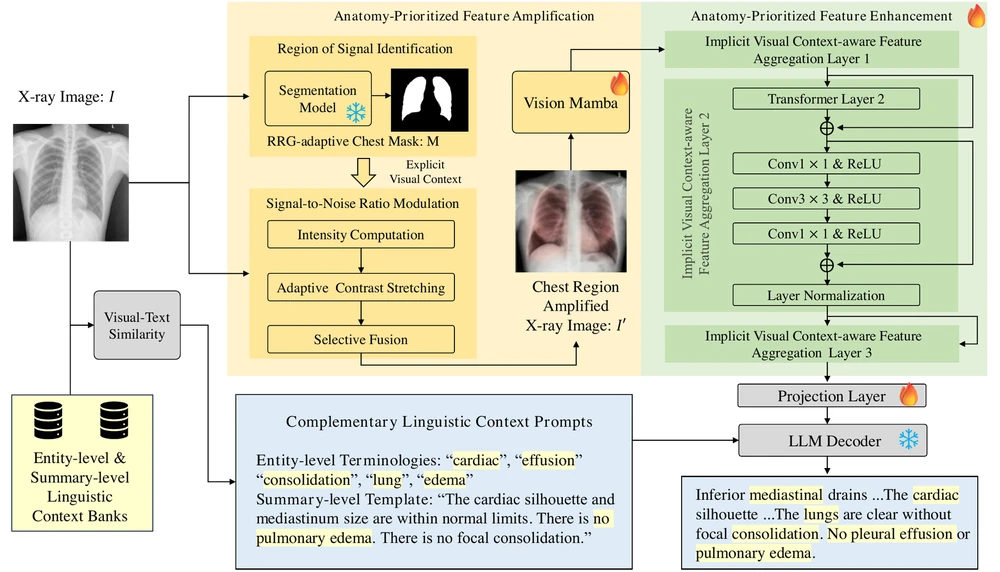 X-ray Image: I
Anatomy-Prioritized Feature Amplification
Region of Signal Identification
Segmentation
Model
RRG-adaptive Chest Mask: M
Explicit
Visual Context
Signal-to-Noise Ratio Modulation
Intensity Computation
Adaptive Contrast Stretching
Selective Fusion
Vision Mamba
Chest Region
Amplified
X-ray Image: I′
Anatomy-Prioritized Feature Enhancement
Implicit Visual Context-aware Feature
Aggregation Layer 1
Implicit Visual Context-aware
Feature Aggregation Layer 2
Transformer Layer 2
Conv1 × 1 & ReLU
Conv3 × 3 & ReLU
Conv1 × 1 & ReLU
Layer Normalization
Implicit Visual Context-aware Feature
Aggregation Layer 3
Visual-Text
Similarity
Entity-level &
Summary-level
Linguistic
Context Banks
Complementary Linguistic Context Prompts
Entity-level Terminologies: “cardiac”, “effusion”
“consolidation”, “lung”, “edema”
Summary-level Template: “The cardiac silhouette and
mediastinum size are within normal limits. There is no
pulmonary edema. There is no focal consolidation.”
Projection Layer
LLM Decoder
Inferior mediastinal drains ...The cardiac
silhouette ...The lungs are clear without
focal consolidation. No pleural effusion or
pulmonary edema.